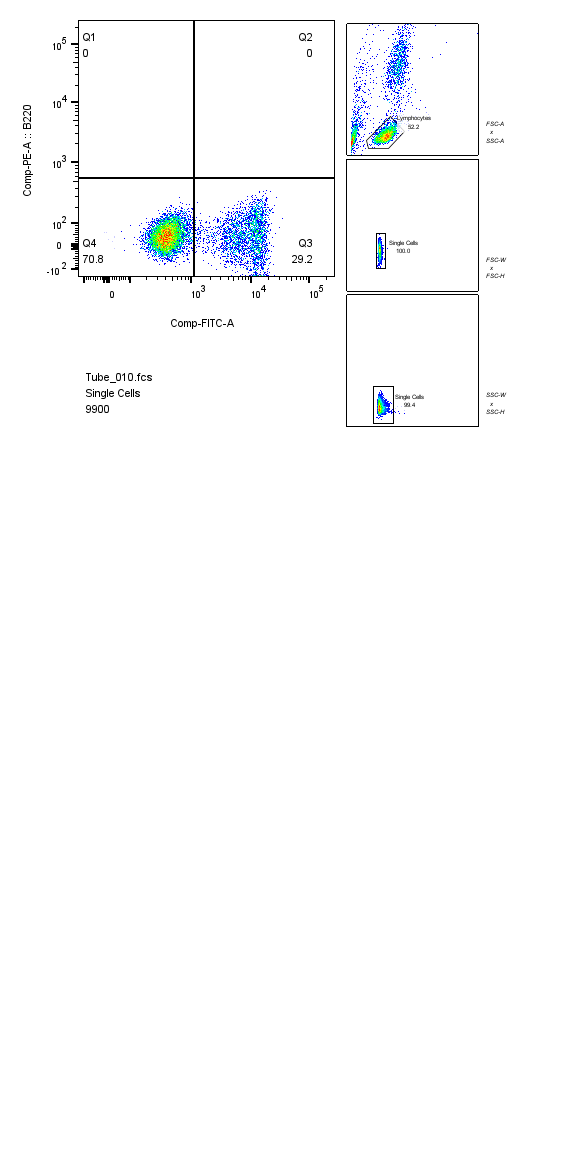 Q1
0
Q2
0
Q4
70.8
Q3
29.2
10^5
10^4
10^3
10^2
0
-10^2
Comp-PE-A :: B220
0
10^3
10^4
10^5
Comp-FITC-A
Tube_010.fcs
Single Cells
9900
Lymphocytes
52.2
FSC-A
x
SSC-A
Single Cells
100.0
FSC-W
x
FSC-H
Single Cells
99.4
SSC-W
x
SSC-H